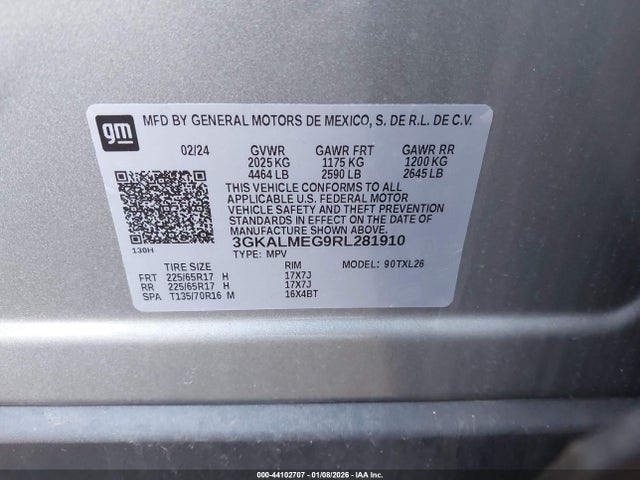 gm
MFD BY GENERAL MOTORS DE MEXICO, S. DE R.L. DE C.V.
02/24 GVWR GAWR FRT GAWR RR
2025 KG 1175 KG 1200 KG
4464 LB 2590 LB 2645 LB
THIS VEHICLE CONFORMS TO ALL
APPLICABLE U.S. FEDERAL MOTOR
VEHICLE SAFETY AND THEFT PREVENTION
STANDARDS IN EFFECT ON THE DATE OF
MANUFACTURE SHOWN ABOVE.
3GKALMEG9RL281910
130H TYPE: MPV
TIRE SIZE RIM MODEL: 90TXL26
FRT 225/65R17 H 17X7J
RR 225/65R17 H 17X7J
SPA T135/70R16 M 16X4BT
000-44102707 - 01/08/2026 - IAA Inc.